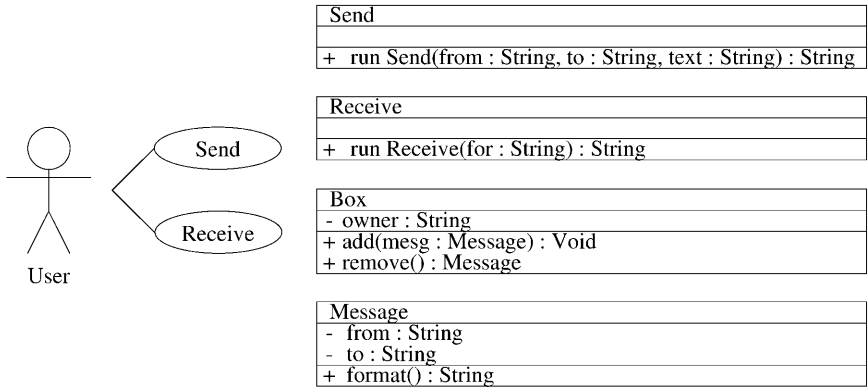 Send
+ run Send(from : String, to : String, text : String) : String
Receive
+ run Receive(for : String) : String
Send
Receive
User
Box
- owner : String
+ add(mesg : Message) : Void
+ remove() : Message
Message
- from : String
- to : String
+ format() : String